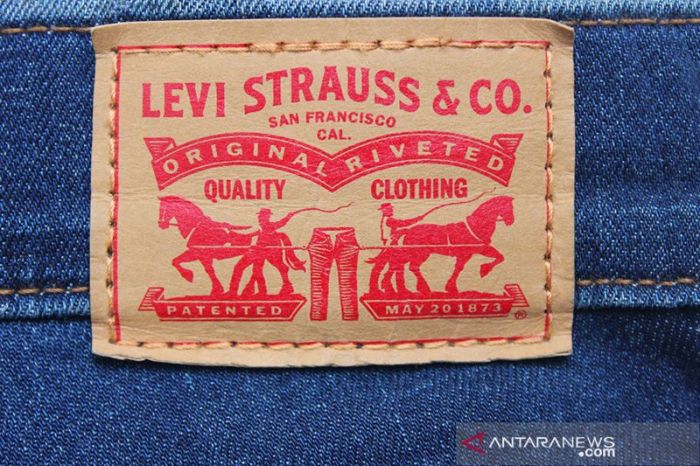 LEVI STRAUSS & CO.
SAN FRANCISCO
CAL.
ORIGINAL RIVETED
QUALITY CLOTHING
PATENTED MAY 20 1873 ®
ANTARANEWS
.com